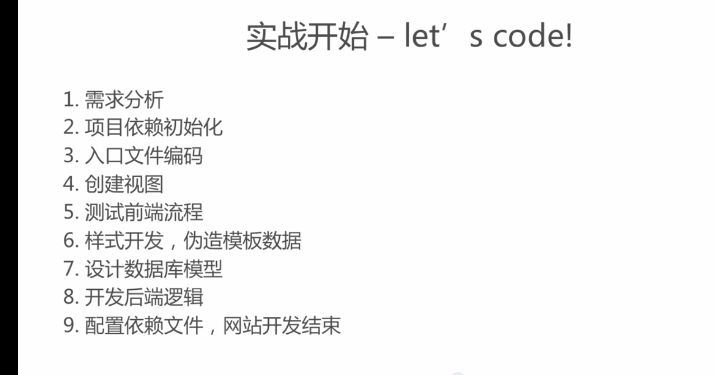 实战开始 – let’s code!
1. 需求分析
2. 项目依赖初始化
3. 入口文件编码
4. 创建视图
5. 测试前端流程
6. 样式开发，伪造模板数据
7. 设计数据库模型
8. 开发后端逻辑
9. 配置依赖文件，网站开发结束